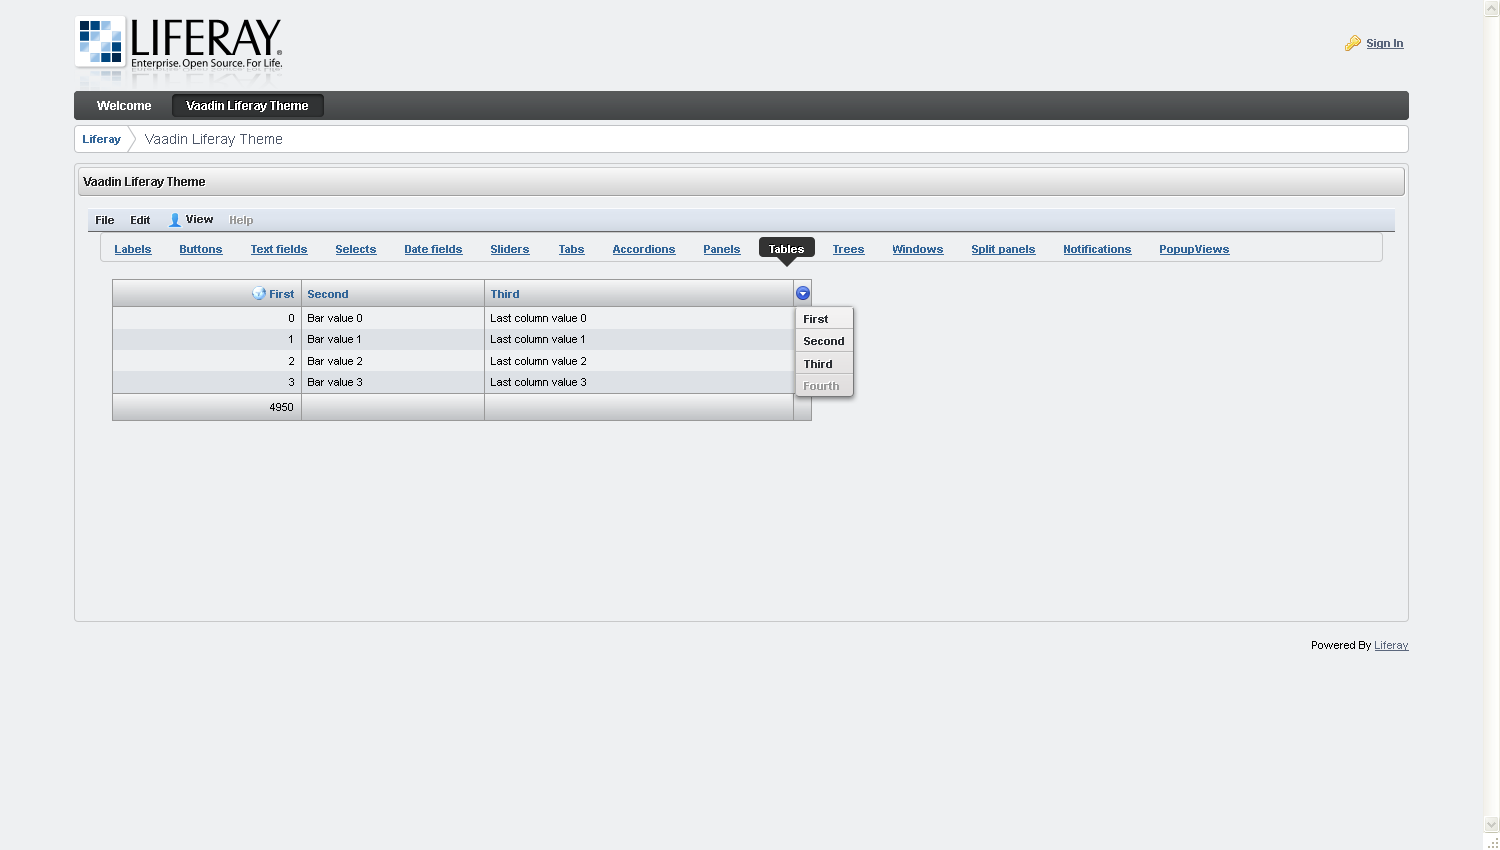 LIFERAY
Enterprise. Open Source. For Life.
Sign In
Welcome Vaadin Liferay Theme
Liferay Vaadin Liferay Theme
Vaadin Liferay Theme
File Edit View Help
Labels Buttons Text fields Selects Date fields Sliders Tabs Accordions Panels Tables Trees Windows Split panels Notifications PopupViews
First Second Third
0 Bar value 0 Last column value 0
1 Bar value 1 Last column value 1
2 Bar value 2 Last column value 2
3 Bar value 3 Last column value 3
4950
First
Second
Third
Fourth
Powered By Liferay